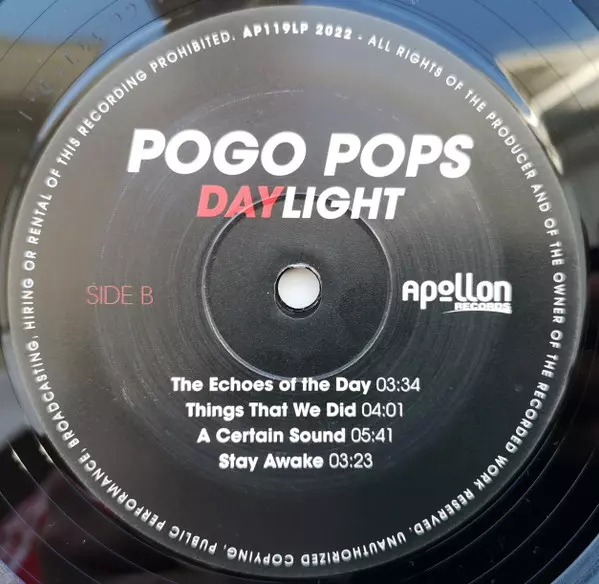 POGO POPS
DAYLIGHT
SIDE B
Apollon
RECORDS
The Echoes of the Day 03:34
Things That We Did 04:01
A Certain Sound 05:41
Stay Awake 03:23
AP119LP 2022 - ALL RIGHTS OF THE PRODUCER AND OF THE OWNER OF THE RECORDED WORK RESERVED. UNAUTHORIZED COPYING, PUBLIC PERFORMANCE, BROADCASTING, HIRING OR RENTAL OF THIS RECORDING PROHIBITED.